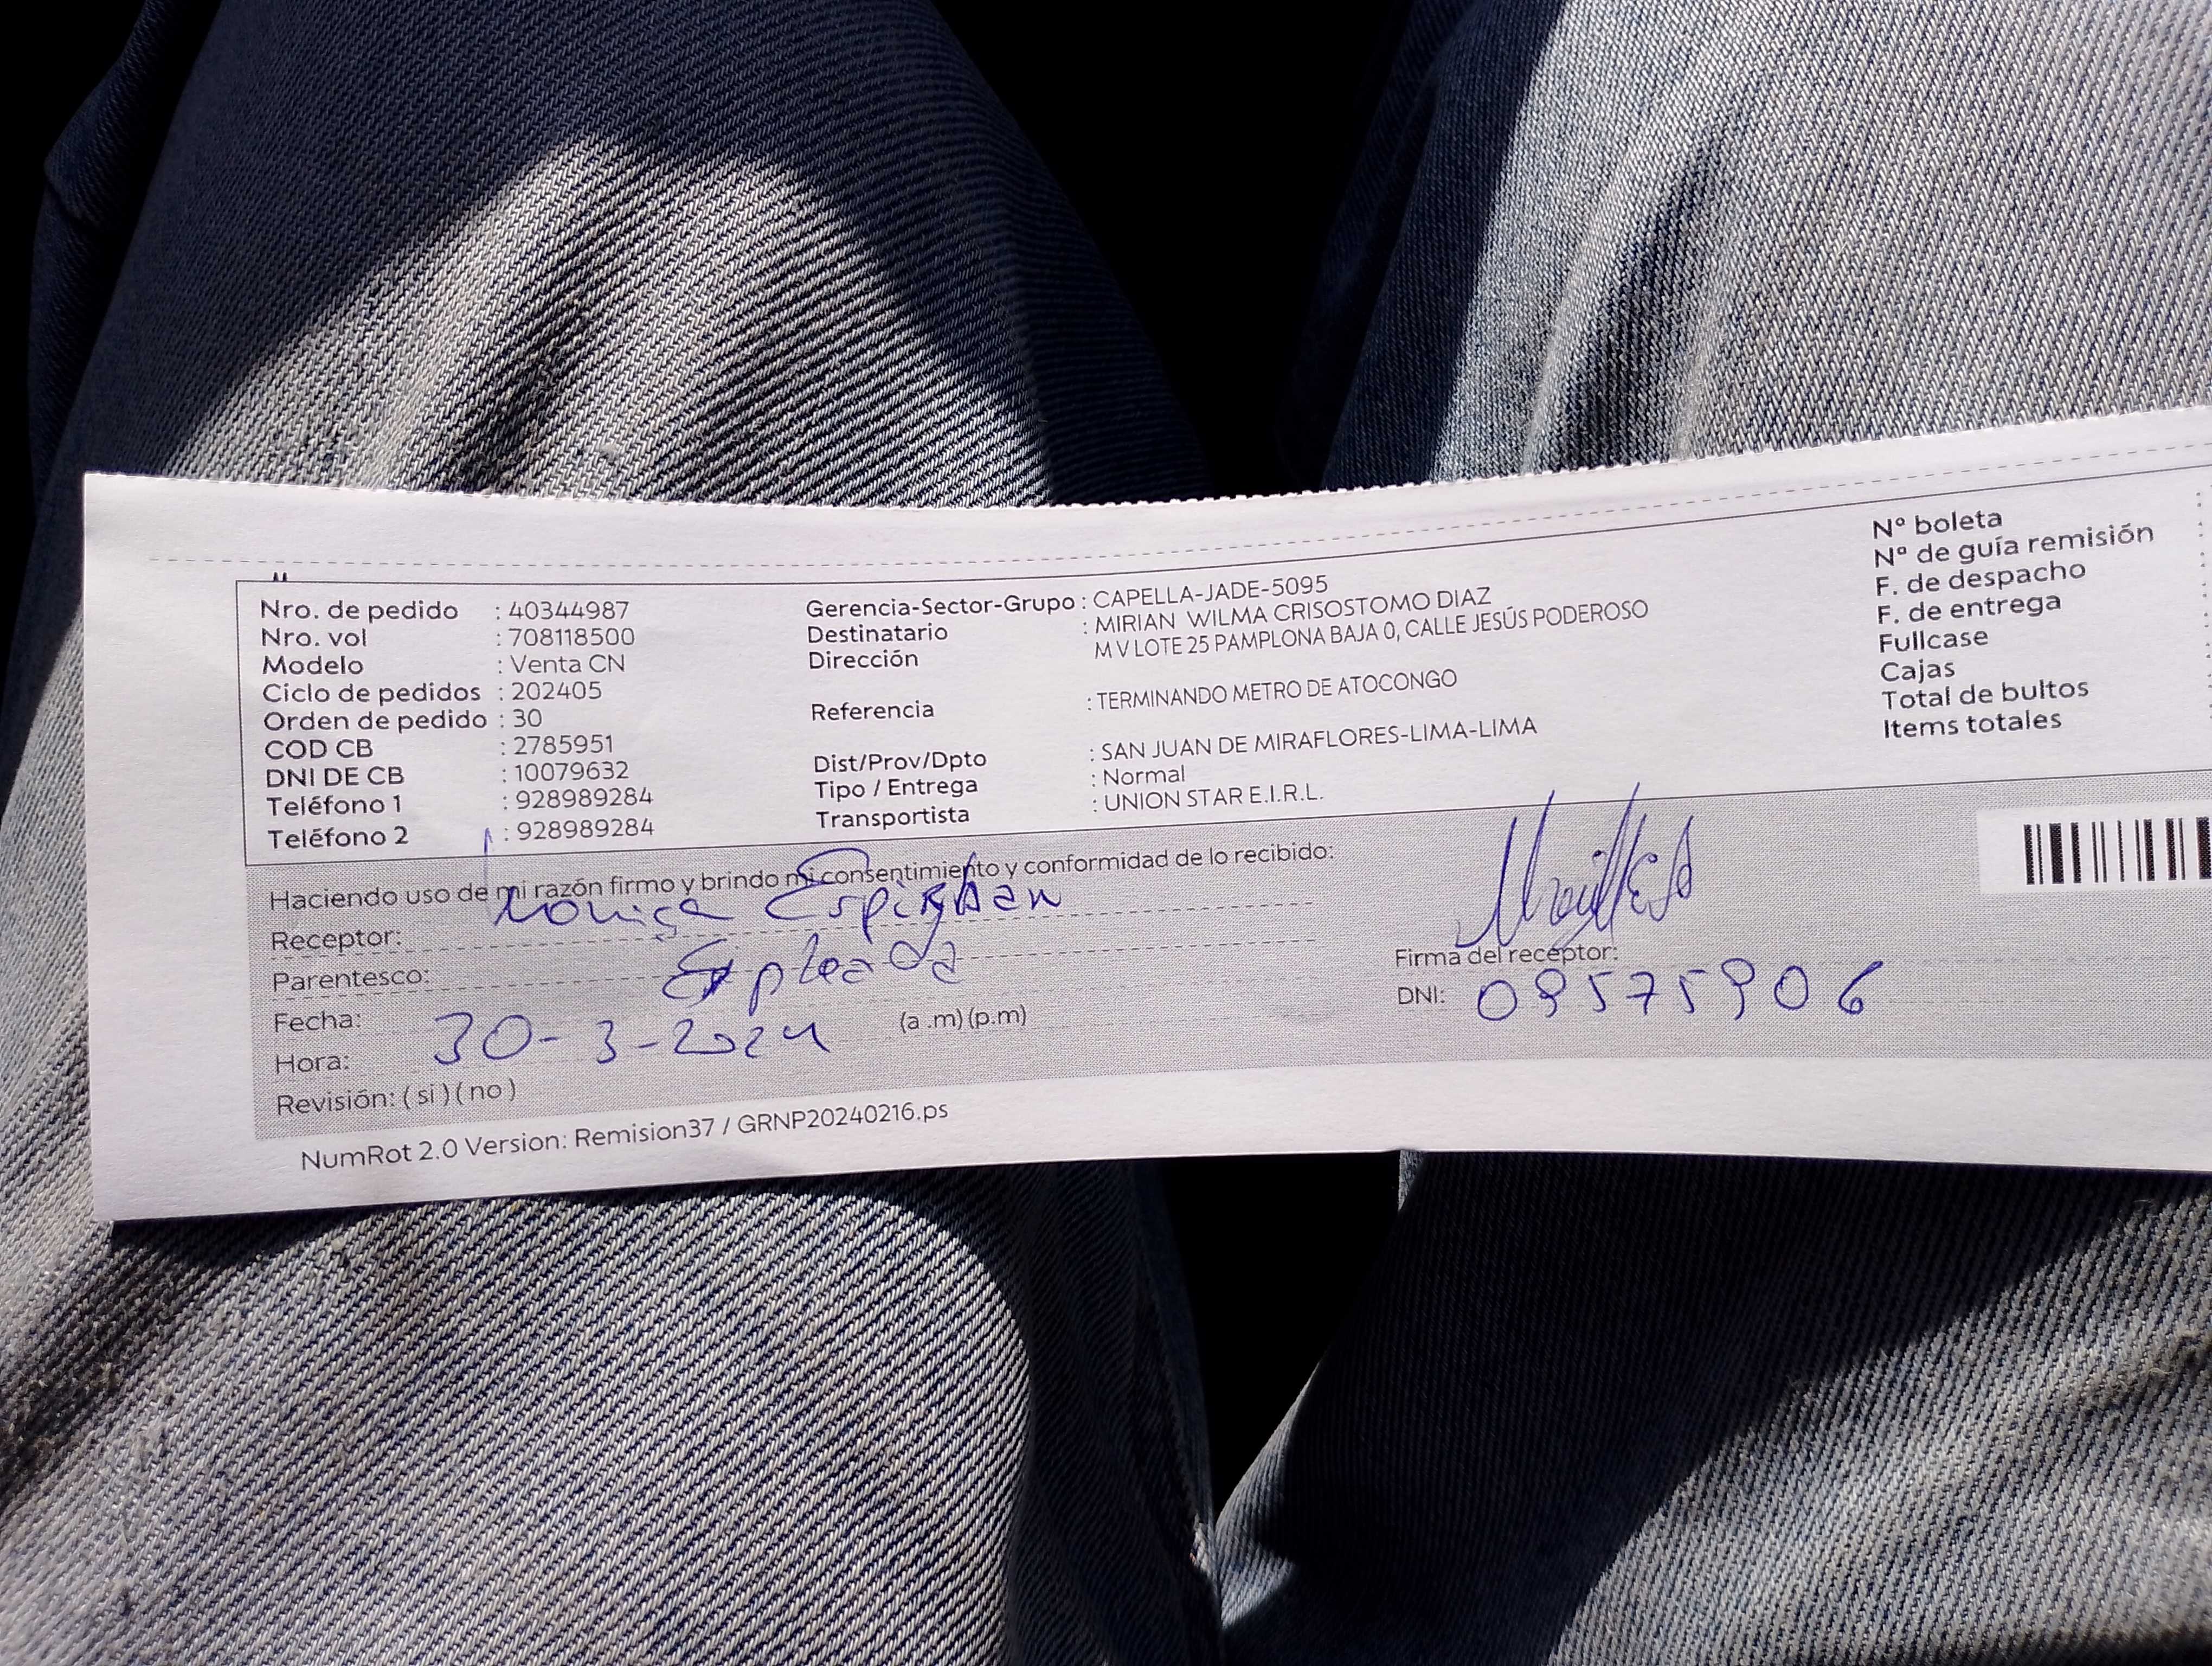 Nro. de pedido : 40344987
Nro. vol : 708118500
Modelo : Venta CN
Ciclo de pedidos : 202405
Orden de pedido : 30
COD CB : 2785951
DNI DE CB : 10079632
Teléfono 1 : 928989284
Teléfono 2 : 928989284
Gerencia-Sector-Grupo : CAPELLA-JADE-5095
Destinatario : MIRIAN WILMA CRISOSTOMO DIAZ
Dirección M V LOTE 25 PAMPLONA BAJA 0, CALLE JESÚS PODEROSO
Referencia : TERMINANDO METRO DE ATOCONGO
Dist/Prov/Dpto : SAN JUAN DE MIRAFLORES-LIMA-LIMA
Tipo / Entrega : Normal
Transportista : UNION STAR E.I.R.L.
Nº boleta :
Nº de guía remisión :
F. de despacho :
F. de entrega :
Fullcase :
Cajas :
Total de bultos :
Items totales :
Haciendo uso de mi razón firmo y brindo mi consentimiento y conformidad de lo recibido:
Receptor: Monica
Parentesco: Empleada
Fecha: 30-3-2024
Hora: (a .m) (p.m)
Revisión: ( si ) ( no )
Firma del receptor:
DNI: 09575906
NumRot 2.0 Version: Remision37 / GRNP20240216.ps